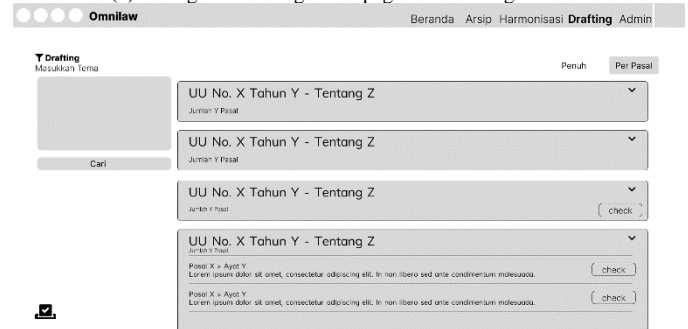 Omnilaw
Beranda Arsip Harmonisasi Drafting Admin
Drafting
Masukkan Tema
Penuh Per Pasal
Cari
UU No. X Tahun Y - Tentang Z
Jumlah Y Pasal
UU No. X Tahun Y - Tentang Z
Jumlah Y Pasal
UU No. X Tahun Y - Tentang Z
Jumlah Y Pasal
check
UU No. X Tahun Y - Tentang Z
Jumlah Y Pasal
Pasal X > Ayat Y
Lorem ipsum dolor sit amet, consectetur adipiscing elit. In non libero sed ante condimentum malesuada.
check
Pasal X > Ayat Y
Lorem ipsum dolor sit amet, consectetur adipiscing elit. In non libero sed ante condimentum malesuada.
check